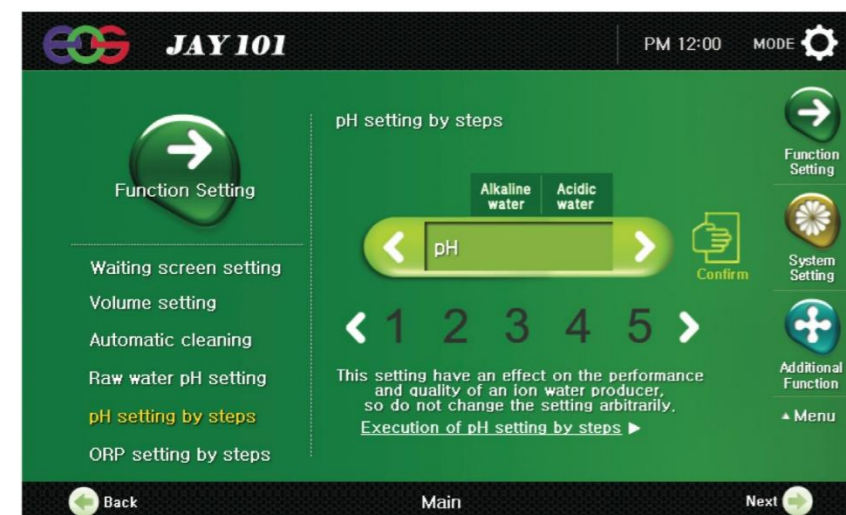 EOS JAY 101
PM 12:00 MODE
Function Setting
Waiting screen setting
Volume setting
Automatic cleaning
Raw water pH setting
pH setting by steps
ORP setting by steps
pH setting by steps
Alkaline water
Acidic water
pH
Confirm
1 2 3 4 5
This setting have an effect on the performance
and quality of an ion water producer,
so do not change the setting arbitrarily.
Execution of pH setting by steps ▶
Function
Setting
System
Setting
Additional
Function
▲ Menu
Back
Main
Next